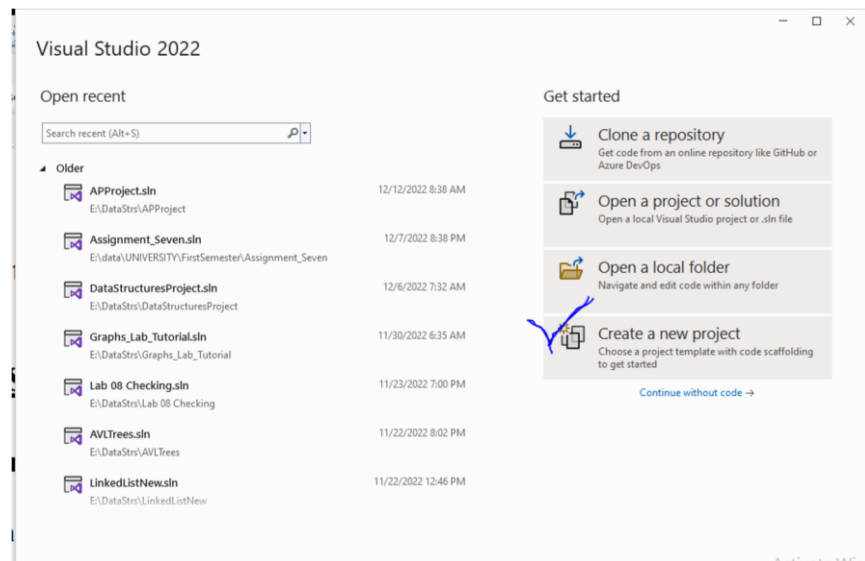 Visual Studio 2022
Open recent
Search recent (Alt+S)
Older
APProject.sln 12/12/2022 8:38 AM
E:\DataStrs\APProject
Assignment_Seven.sln 12/7/2022 8:38 PM
E:\data\UNIVERSITY\FirstSemester\Assignment_Seven
DataStructuresProject.sln 12/6/2022 7:32 AM
E:\DataStrs\DataStructuresProject
Graphs_Lab_Tutorial.sln 11/30/2022 6:35 AM
E:\DataStrs\Graphs_Lab_Tutorial
Lab 08 Checking.sln 11/23/2022 7:00 PM
E:\DataStrs\Lab 08 Checking
AVLTrees.sln 11/22/2022 8:02 PM
E:\DataStrs\AVLTrees
LinkedListNew.sln 11/22/2022 12:46 PM
E:\DataStrs\LinkedListNew
Get started
Clone a repository
Get code from an online repository like GitHub or
Azure DevOps
Open a project or solution
Open a local Visual Studio project or .sln file
Open a local folder
Navigate and edit code within any folder
Create a new project
Choose a project template with code scaffolding
to get started
Continue without code →